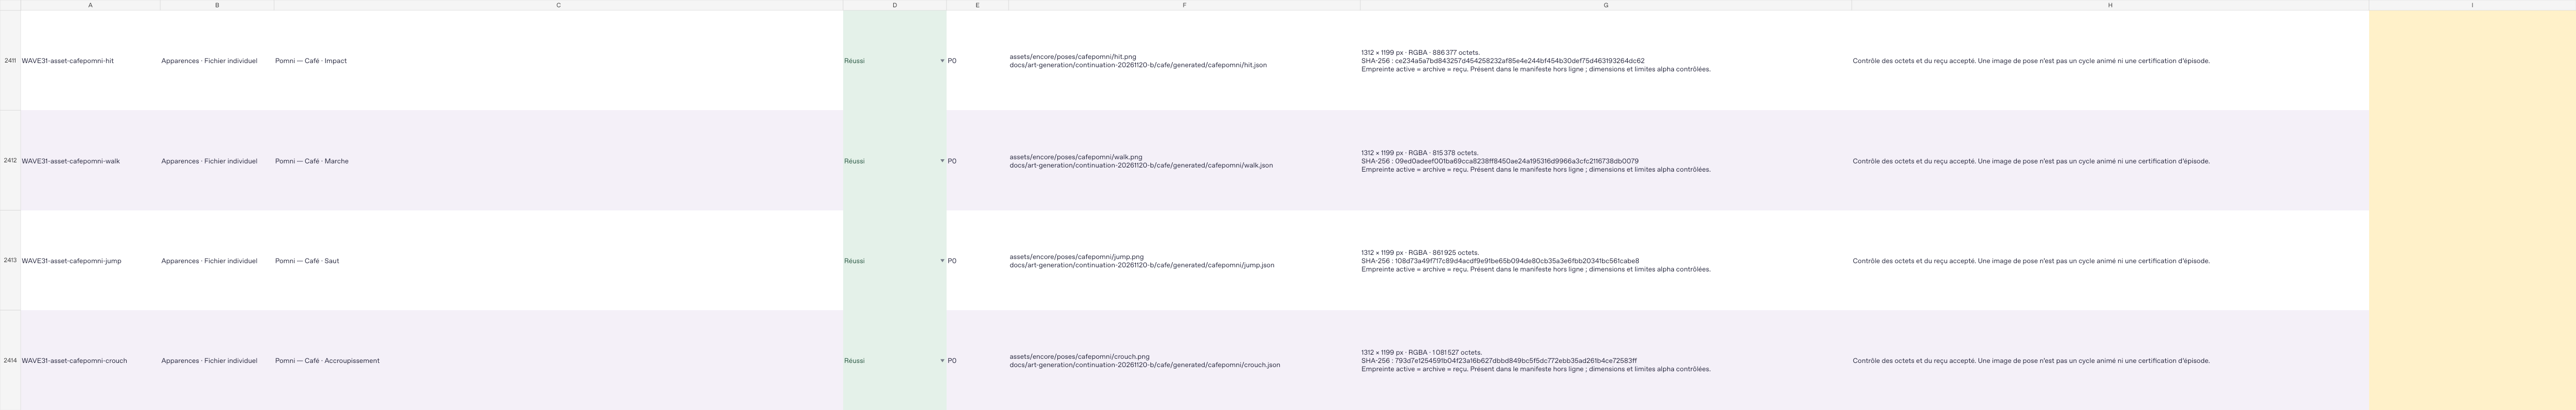 A B C D E F G H I
2411 WAVE31-asset-cafepomni-hit Apparences · Fichier individuel Pomni — Café · Impact Réussi P0
assets/encore/poses/cafepomni/hit.png
docs/art-generation/continuation-20261120-b/cafe/generated/cafepomni/hit.json
1312 × 1199 px · RGBA · 886 377 octets.
SHA-256 : ce234a5a7bd843257d454258232af85e4e244bf454b30def75d463193264dc62
Empreinte active = archive = reçu. Présent dans le manifeste hors ligne ; dimensions et limites alpha contrôlées.
Contrôle des octets et du reçu accepté. Une image de pose n'est pas un cycle animé ni une certification d'épisode.
2412 WAVE31-asset-cafepomni-walk Apparences · Fichier individuel Pomni — Café · Marche Réussi P0
assets/encore/poses/cafepomni/walk.png
docs/art-generation/continuation-20261120-b/cafe/generated/cafepomni/walk.json
1312 × 1199 px · RGBA · 815 378 octets.
SHA-256 : 09ed0adeef001ba69cca8238ff8450ae24a195316d9966a3cfc2116738db0079
Empreinte active = archive = reçu. Présent dans le manifeste hors ligne ; dimensions et limites alpha contrôlées.
Contrôle des octets et du reçu accepté. Une image de pose n'est pas un cycle animé ni une certification d'épisode.
2413 WAVE31-asset-cafepomni-jump Apparences · Fichier individuel Pomni — Café · Saut Réussi P0
assets/encore/poses/cafepomni/jump.png
docs/art-generation/continuation-20261120-b/cafe/generated/cafepomni/jump.json
1312 × 1199 px · RGBA · 861 925 octets.
SHA-256 : 108d73a49f717c89d4acdf9e91be65b094de80cb35a3e6fbb20341bc561cabe8
Empreinte active = archive = reçu. Présent dans le manifeste hors ligne ; dimensions et limites alpha contrôlées.
Contrôle des octets et du reçu accepté. Une image de pose n'est pas un cycle animé ni une certification d'épisode.
2414 WAVE31-asset-cafepomni-crouch Apparences · Fichier individuel Pomni — Café · Accroupissement Réussi P0
assets/encore/poses/cafepomni/crouch.png
docs/art-generation/continuation-20261120-b/cafe/generated/cafepomni/crouch.json
1312 × 1199 px · RGBA · 1 081 527 octets.
SHA-256 : 793d7e1254591b04f23a16b627dbbd849bc5f5dc772ebb35ad261b4ce72583ff
Empreinte active = archive = reçu. Présent dans le manifeste hors ligne ; dimensions et limites alpha contrôlées.
Contrôle des octets et du reçu accepté. Une image de pose n'est pas un cycle animé ni une certification d'épisode.